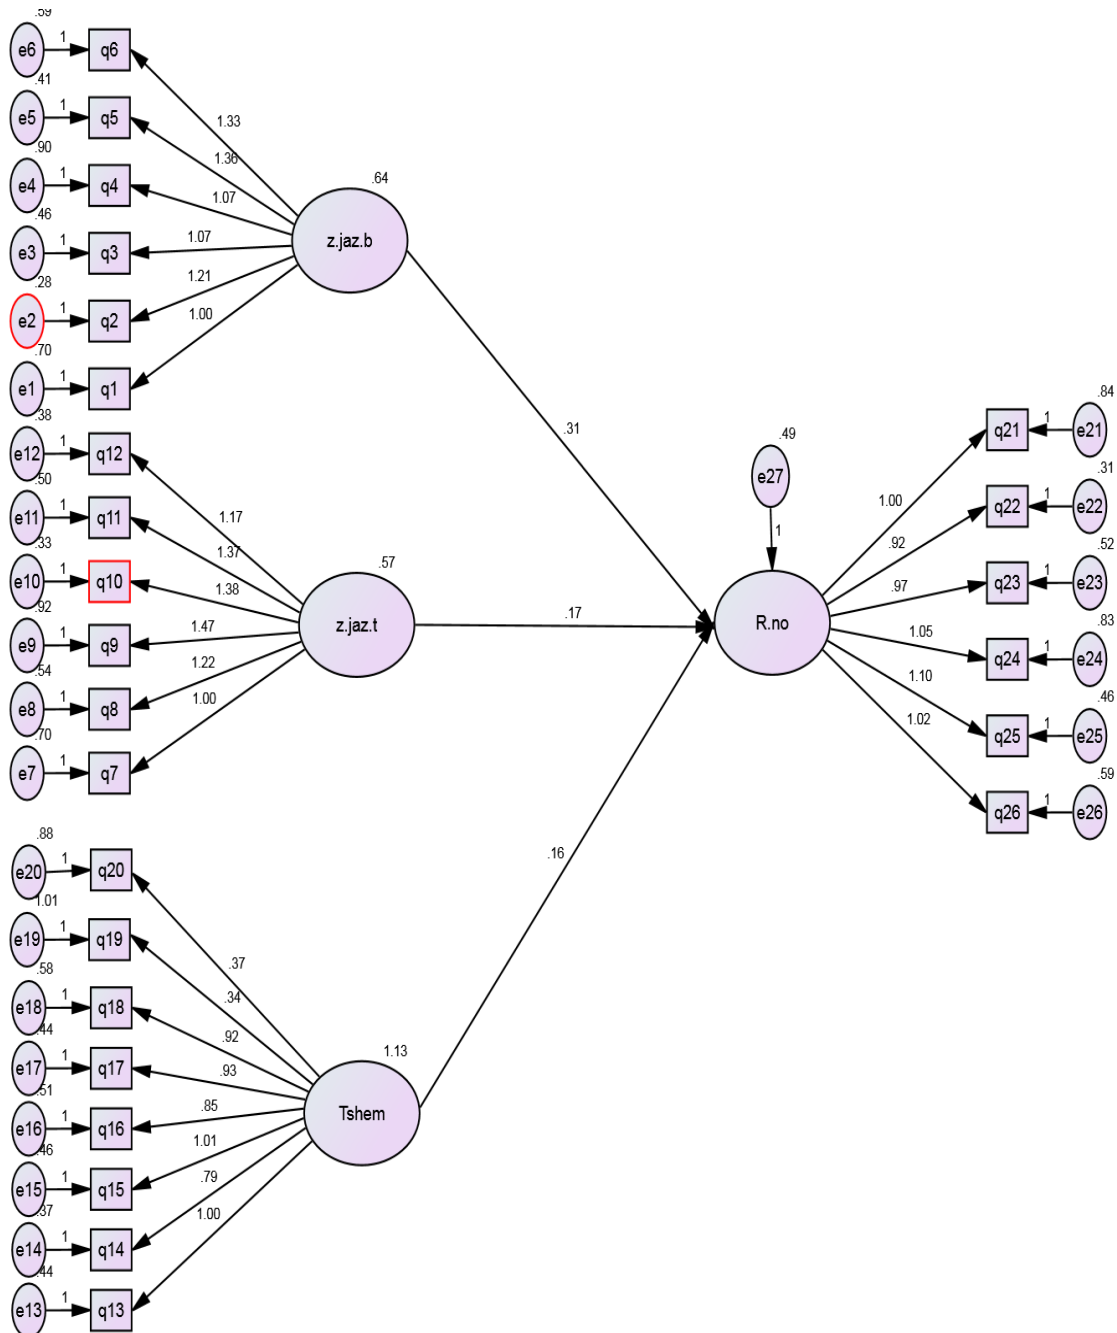 .59
e6 1 q6
.41
e5 1 q5
.90
e4 1 q4
.46
e3 1 q3
.28
e2 1 q2
.70
e1 1 q1
.38
e12 1 q12
.50
e11 1 q11
.33
e10 1 q10
.92
e9 1 q9
.54
e8 1 q8
.70
e7 1 q7
.88
e20 1 q20
1.01
e19 1 q19
.58
e18 1 q18
.44
e17 1 q17
.51
e16 1 q16
.46
e15 1 q15
.37
e14 1 q14
.44
e13 1 q13
1.33
1.36
1.07
1.07
1.21
1.00
.64
z.jaz.b
1.17
1.37
1.38
1.47
1.22
1.00
.57
z.jaz.t
.37
.34
.92
.93
.85
1.01
.79
1.00
1.13
Tshem
.31
.17
.16
.49
e27
1
R.no
1.00
.92
.97
1.05
1.10
1.02
.84
q21 1 e21
.31
q22 1 e22
.52
q23 1 e23
.83
q24 1 e24
.46
q25 1 e25
.59
q26 1 e26